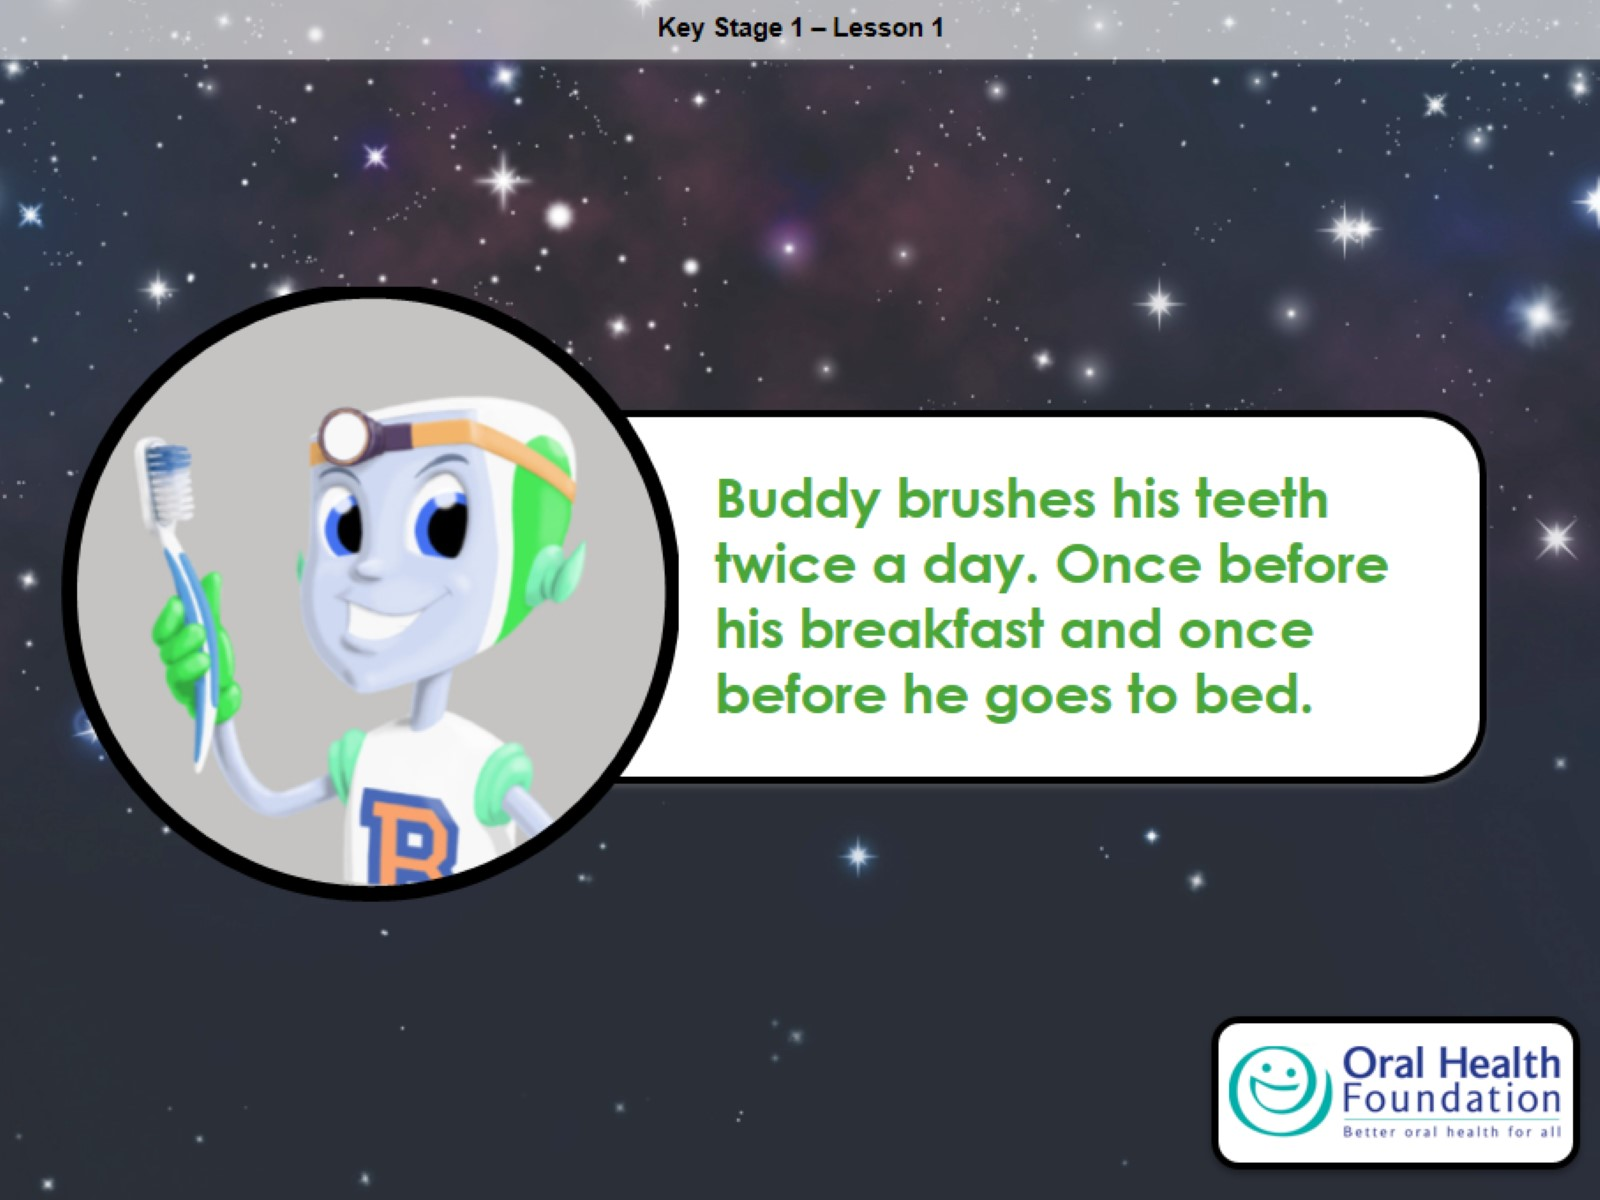 Key Stage 1 – Lesson 1
Buddy brushes his teeth
twice a day. Once before
his breakfast and once
before he goes to bed.
B
Oral Health
Foundation
Better oral health for all